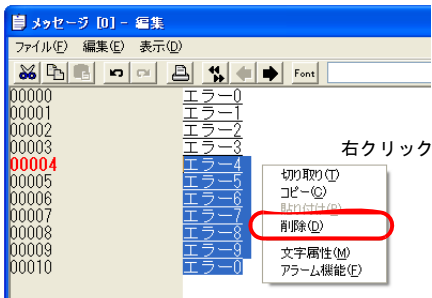 メッセージ [0] - 編集
ファイル(F) 編集(E) 表示(D)
Font
00000 エラー0
00001 エラー1
00002 エラー2
00003 エラー3
右クリック
00004 エラー4
00005 エラー5
00006 エラー6
00007 エラー7
00008 エラー8
00009 エラー9
00010 エラー0
切り取り(T)
コピー(C)
貼り付け(P)
削除(D)
文字属性(M)
アラーム機能(F)